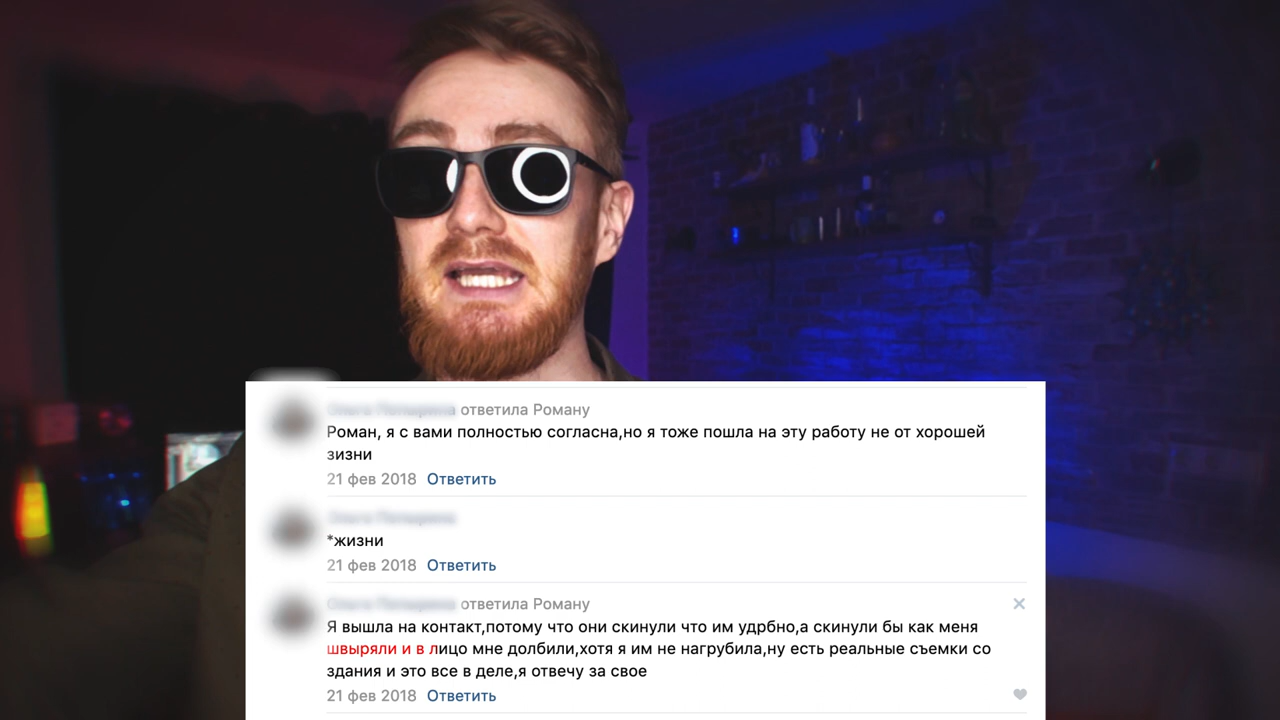 ответила Роману
Роман, я с вами полностью согласна,но я тоже пошла на эту работу не от хорошей
зизни
21 фев 2018 Ответить
*жизни
21 фев 2018 Ответить
ответила Роману
Я вышла на контакт,потому что они скинули что им удрбно,а скинули бы как меня
швыряли и в лицо мне долбили,хотя я им не нагрубила,ну есть реальные съемки со
здания и это все в деле,я отвечу за свое
21 фев 2018 Ответить